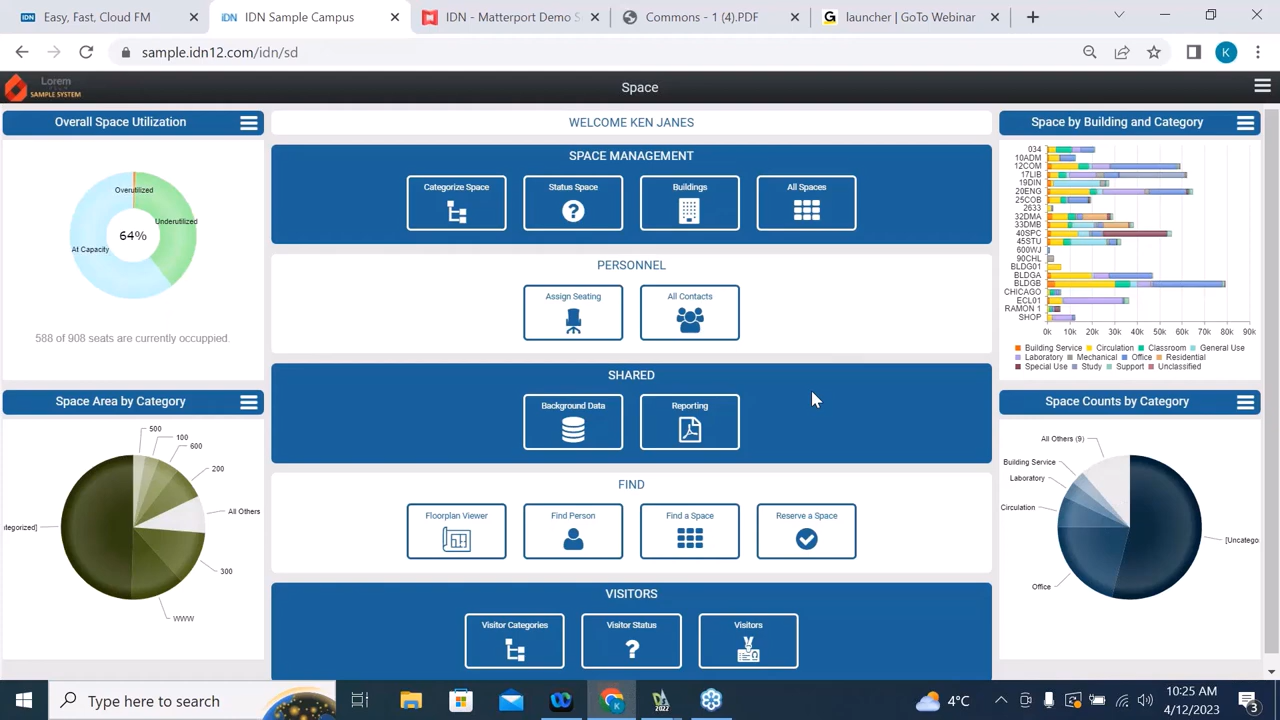 Easy, Fast, Cloud FM
IDN Sample Campus
IDN - Matterport Demo S
Commons - 1 (4).PDF
launcher | GoTo Webinar
sample.idn12.com/idn/sd
K
Lorem
SAMPLE SYSTEM
Space
Overall Space Utilization
Overutilized
Underutilized
At Capacity
64%
588 of 908 seats are currently occuppied.
Space Area by Category
500
100
600
200
All Others
300
WWW
tegorized]
WELCOME KEN JANES
SPACE MANAGEMENT
Categorize Space
Status Space
Buildings
All Spaces
PERSONNEL
Assign Seating
All Contacts
SHARED
Background Data
Reporting
FIND
Floorplan Viewer
Find Person
Find a Space
Reserve a Space
VISITORS
Visitor Categories
Visitor Status
Visitors
Space by Building and Category
034
10ADM
12COM
17LIB
19DIN
20ENG
25COB
2633
32DMA
33DMB
40SPC
45STU
600WJ
90CHL
BLDG01
BLDGA
BLDGB
CHICAGO
ECL01
RAMON 1
SHOP
0k 10k 20k 30k 40k 50k 60k 70k 80k 90k
Building Service Circulation Classroom General Use
Laboratory Mechanical Office Residential
Special Use Study Support Unclassified
Space Counts by Category
All Others (9)
Building Service
Laboratory
Circulation
Office
[Uncatego
Type here to search
2022
4°C
10:25 AM
4/12/2023
3